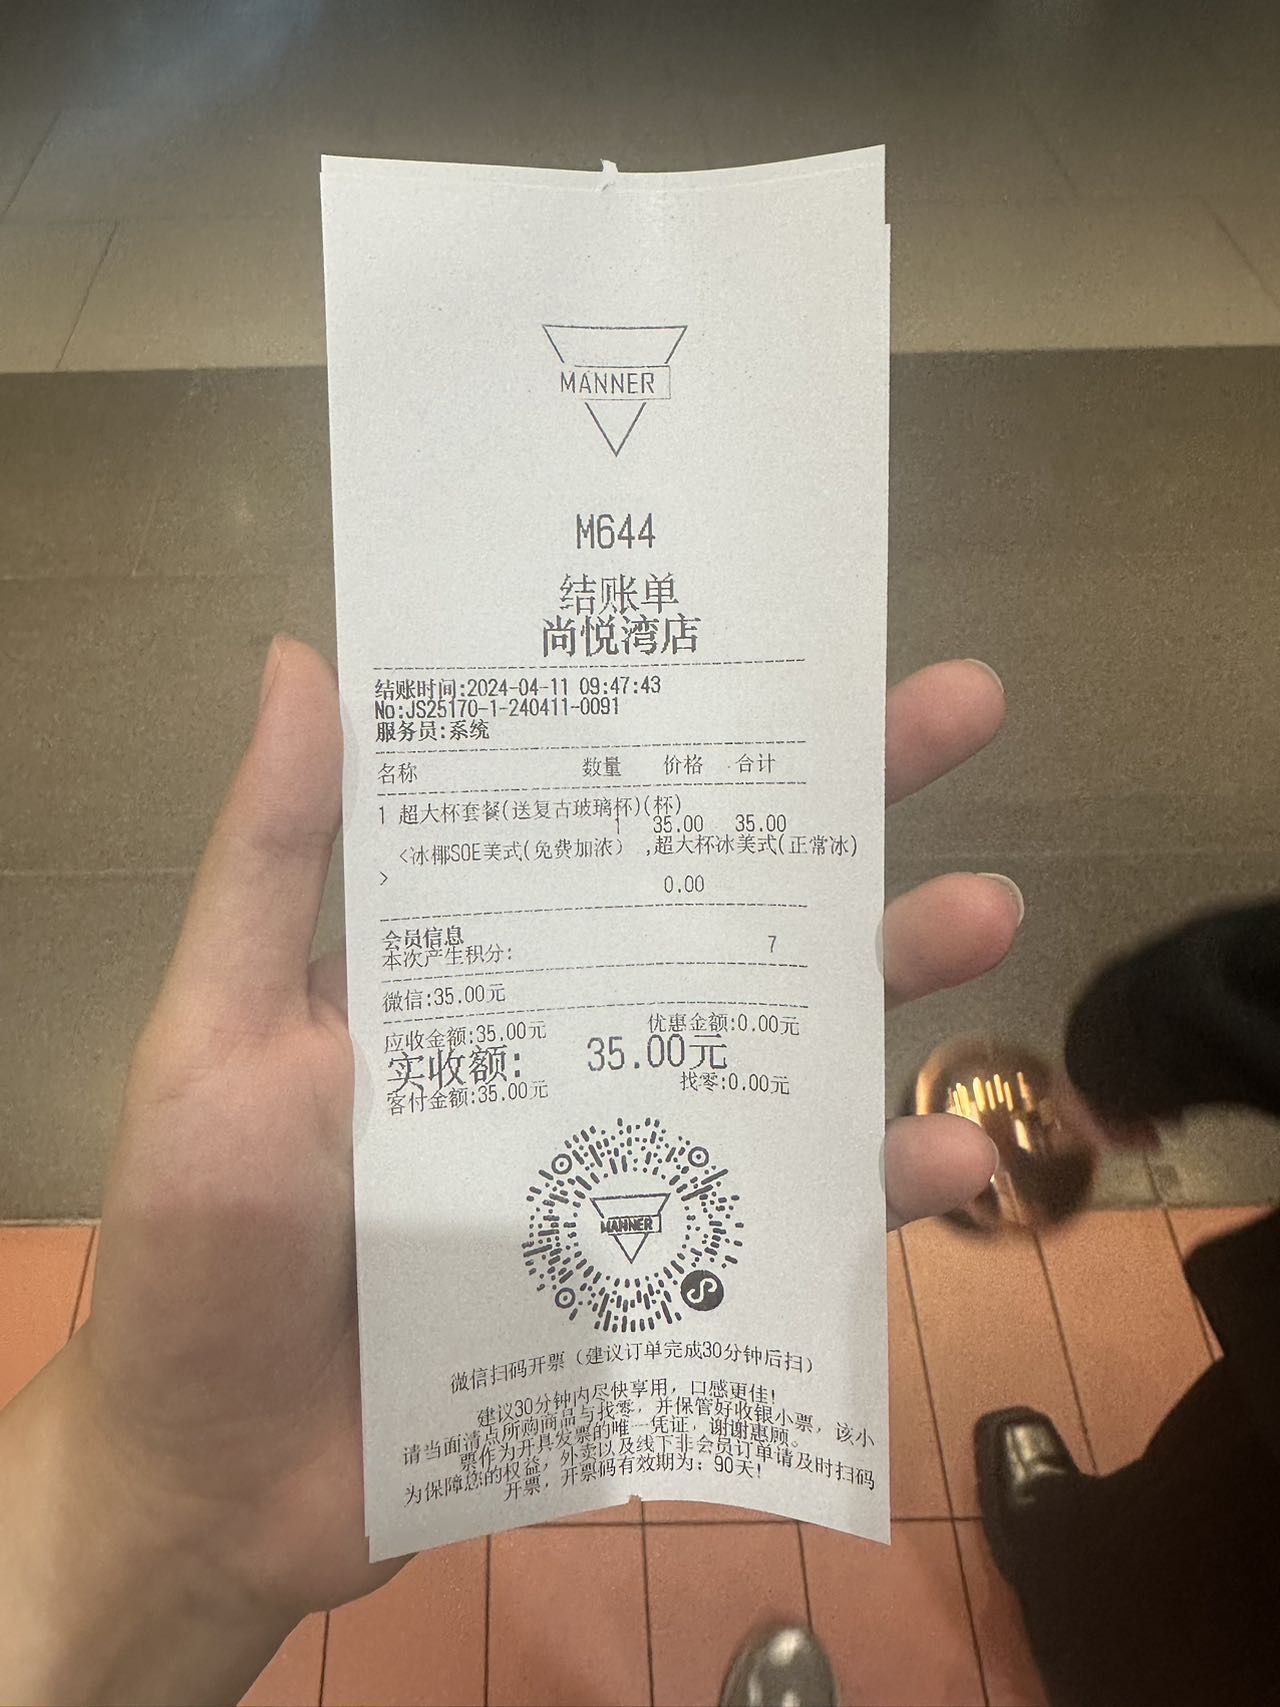 MANNER
M644
结账单
尚悦湾店
结账时间:2024-04-11 09:47:43
No:JS25170-1-240411-0091
服务员:系统
名称 数量 价格 合计
1 超大杯套餐(送复古玻璃杯)(杯)
1 35.00 35.00
<冰椰SOE美式(免费加浓) ,超大杯冰美式(正常冰)
>
0.00
会员信息
本次产生积分: 7
微信:35.00元
应收金额:35.00元 优惠金额:0.00元
实收额: 35.00元
客付金额:35.00元 找零:0.00元
MANNER
微信扫码开票(建议订单完成30分钟后扫)
建议30分钟内尽快享用，口感更佳!
请当面清点所购商品与找零，并保管好收银小票，该小
票作为开具发票的唯一凭证，谢谢惠顾。
为保障您的权益，外卖以及线下非会员订单请及时扫码
开票，开票码有效期为：90天!